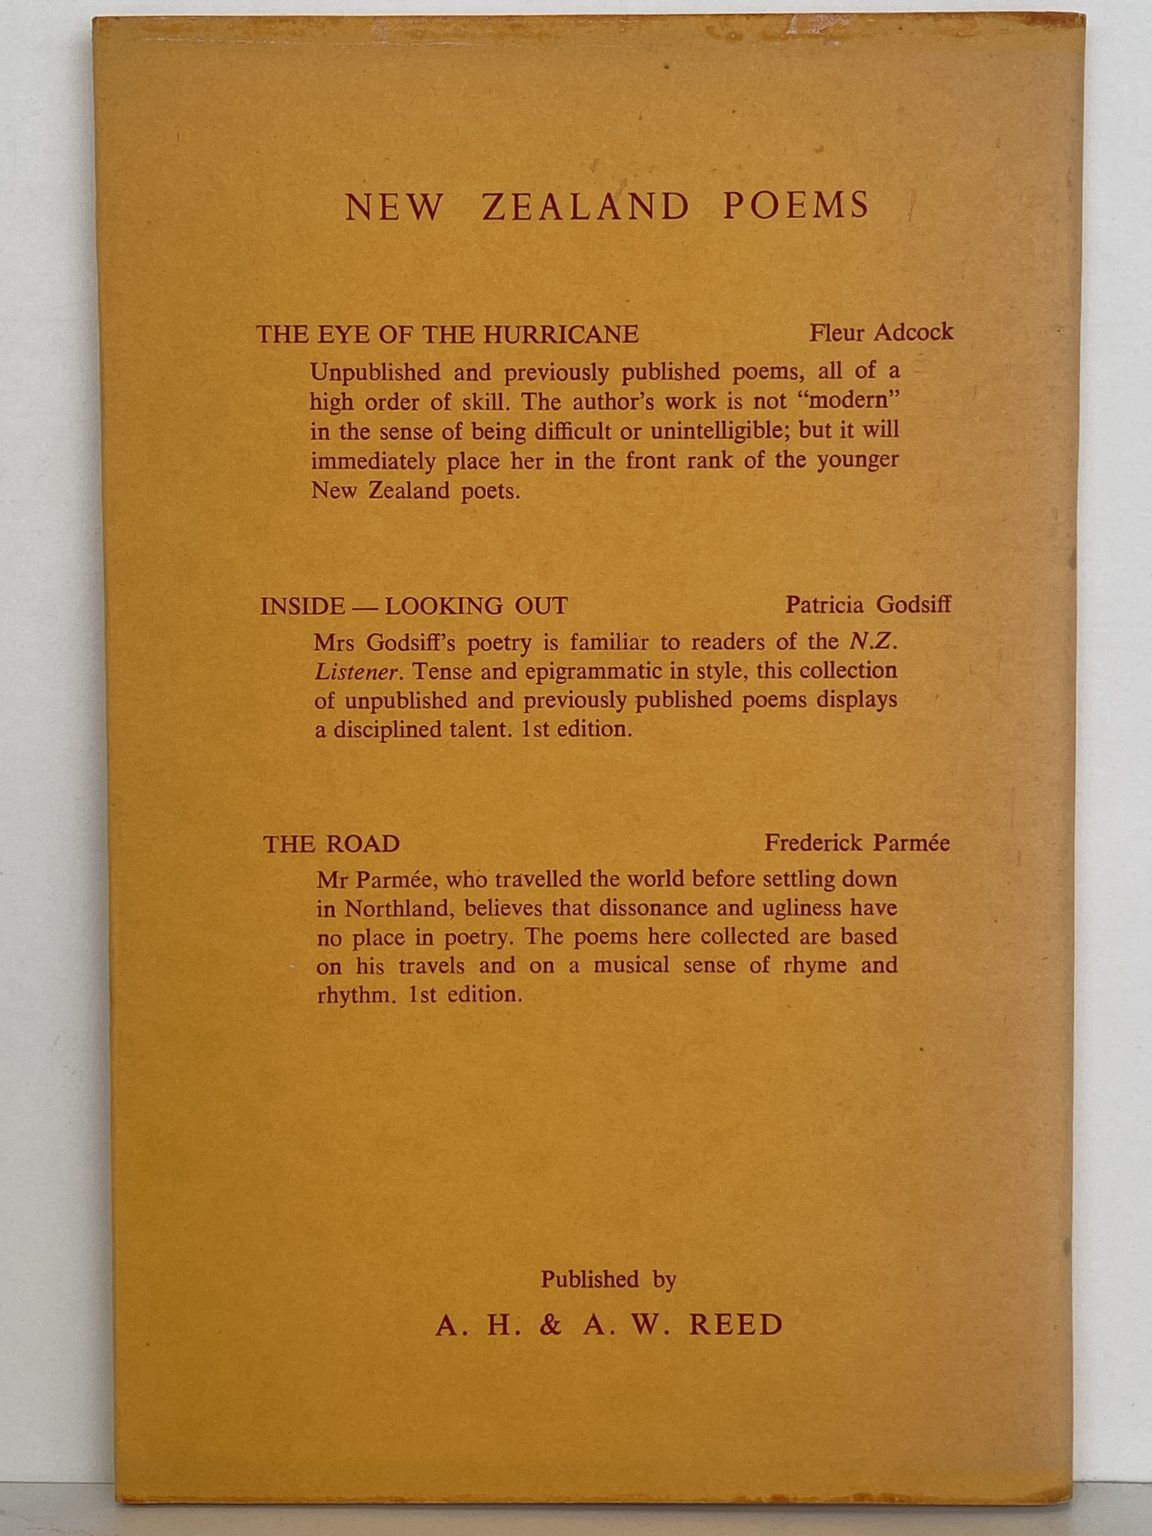 NEW ZEALAND POEMS
THE EYE OF THE HURRICANE Fleur Adcock
Unpublished and previously published poems, all of a
high order of skill. The author's work is not “modern”
in the sense of being difficult or unintelligible; but it will
immediately place her in the front rank of the younger
New Zealand poets.
INSIDE — LOOKING OUT Patricia Godsiff
Mrs Godsiff's poetry is familiar to readers of the N.Z.
Listener. Tense and epigrammatic in style, this collection
of unpublished and previously published poems displays
a disciplined talent. 1st edition.
THE ROAD Frederick Parmée
Mr Parmée, who travelled the world before settling down
in Northland, believes that dissonance and ugliness have
no place in poetry. The poems here collected are based
on his travels and on a musical sense of rhyme and
rhythm. 1st edition.
Published by
A. H. & A. W. REED